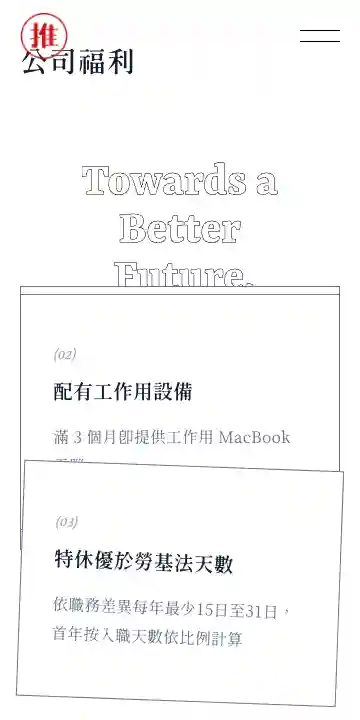 推
公司福利
Towards a
Better
Future.
(02)
配有工作用設備
滿 3 個月即提供工作用 MacBook
(03)
特休優於勞基法天數
依職務差異每年最少15日至31日，
首年按入職天數依比例計算